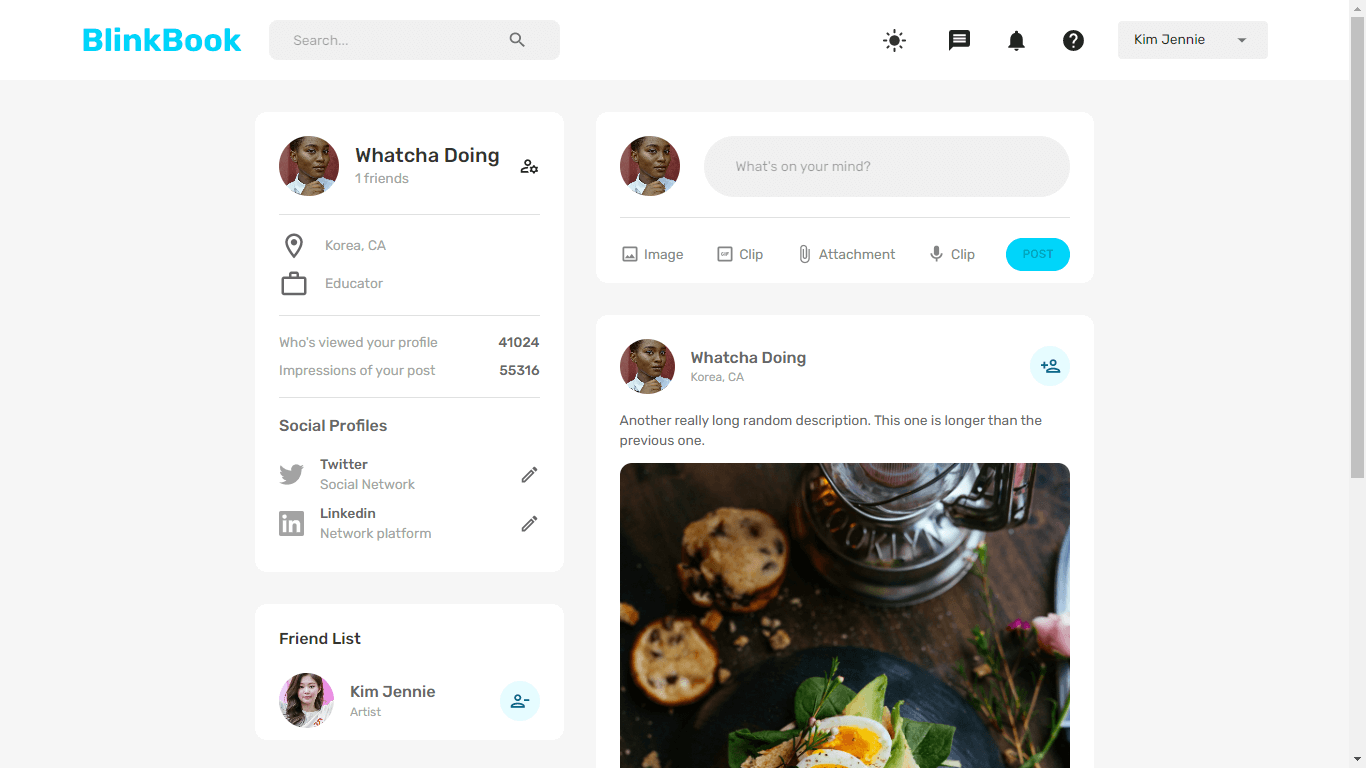 BlinkBook
Search...
Kim Jennie
Whatcha Doing
1 friends
Korea, CA
Educator
Who's viewed your profile 41024
Impressions of your post 55316
Social Profiles
Twitter
Social Network
Linkedin
Network platform
Friend List
Kim Jennie
Artist
What's on your mind?
Image
GIF Clip
Attachment
Clip
POST
Whatcha Doing
Korea, CA
Another really long random description. This one is longer than the
previous one.